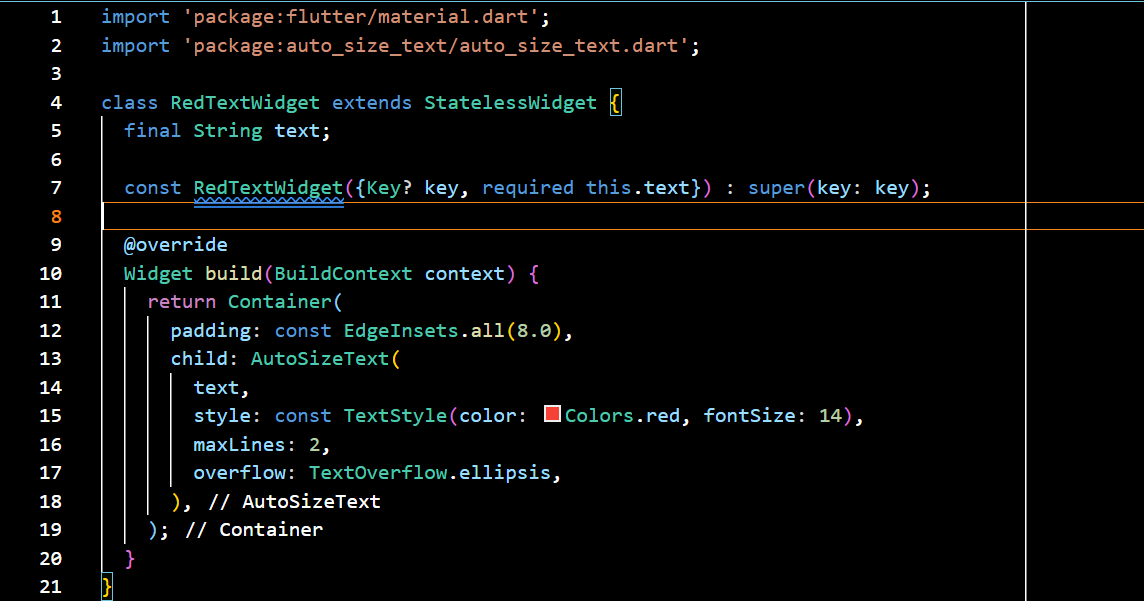 1 import 'package:flutter/material.dart';
2 import 'package:auto_size_text/auto_size_text.dart';
3
4 class RedTextWidget extends StatelessWidget {
5   final String text;
6
7   const RedTextWidget({Key? key, required this.text}) : super(key: key);
8
9   @override
10   Widget build(BuildContext context) {
11     return Container(
12       padding: const EdgeInsets.all(8.0),
13       child: AutoSizeText(
14         text,
15         style: const TextStyle(color: Colors.red, fontSize: 14),
16         maxLines: 2,
17         overflow: TextOverflow.ellipsis,
18       ), // AutoSizeText
19     ); // Container
20   }
21 }